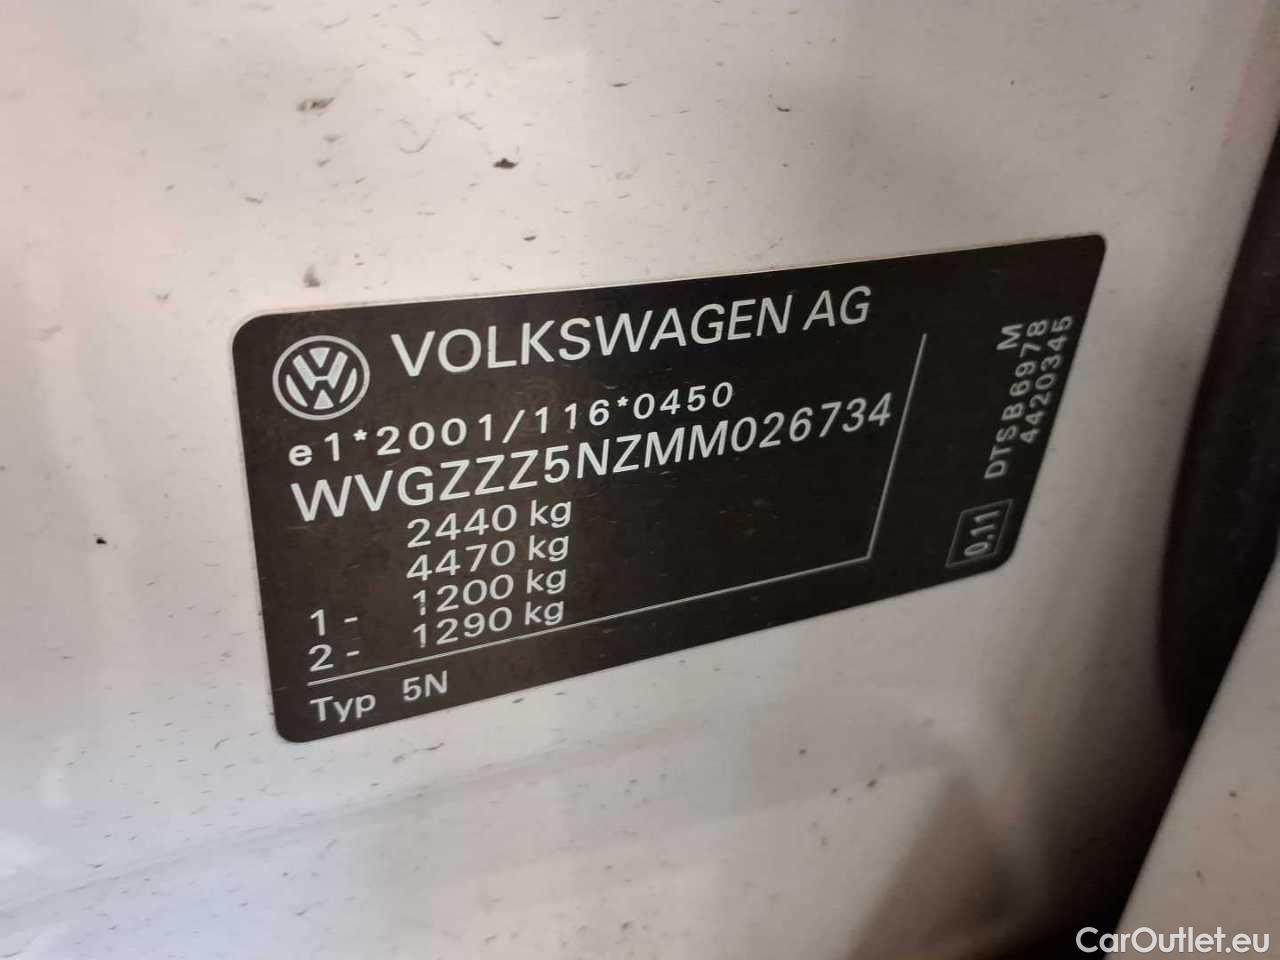 VOLKSWAGEN AG
e1*2001/116*0450
WVGZZZ5NZMM026734
2440 kg
4470 kg
1 - 1200 kg
2 - 1290 kg
Typ 5N
M
DTSB6978
4420345
0,11
CarOutlet.eu